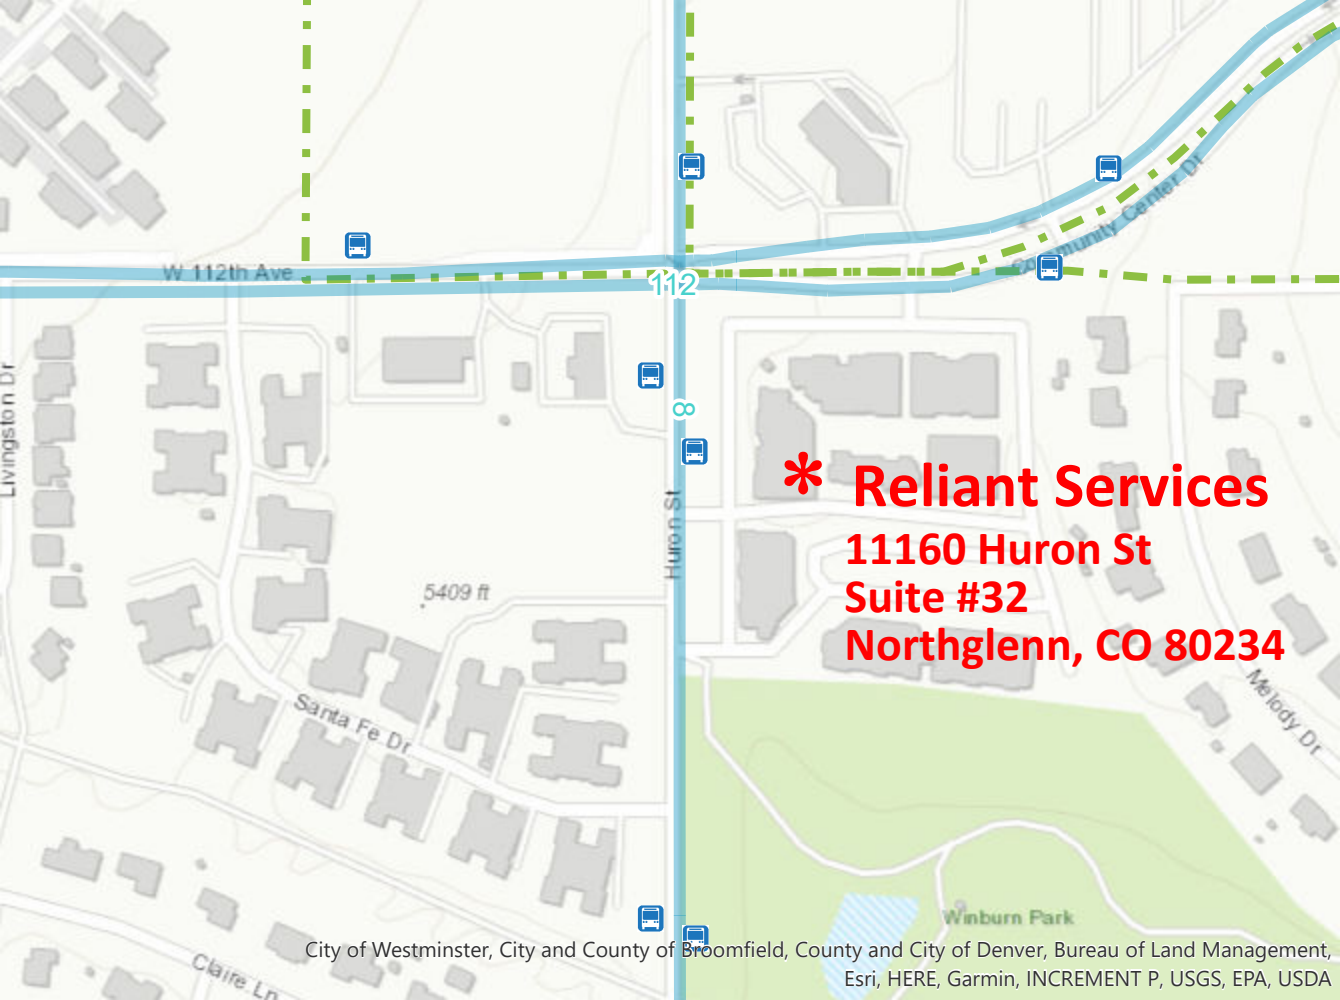 W 112th Ave
Community Center Dr
112
Livingston Dr
8
Huron St
* Reliant Services
11160 Huron St
Suite #32
Northglenn, CO 80234
5409 ft
Santa Fe Dr
Melody Dr
Winburn Park
Claire Ln
City of Westminster, City and County of Broomfield, County and City of Denver, Bureau of Land Management,
Esri, HERE, Garmin, INCREMENT P, USGS, EPA, USDA